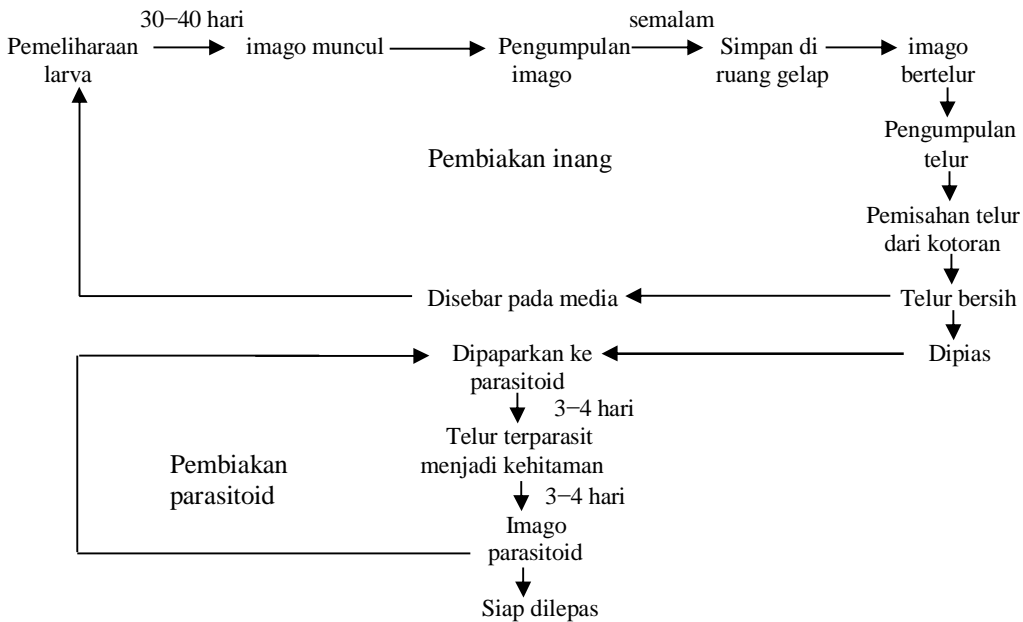 30−40 hari
semalam
Pemeliharaan
larva
imago muncul
Pengumpulan
imago
Simpan di
ruang gelap
imago
bertelur
Pengumpulan
telur
Pembiakan inang
Pemisahan telur
dari kotoran
Disebar pada media
Telur bersih
Dipaparkan ke
parasitoid
Dipias
3−4 hari
Telur terparasit
menjadi kehitaman
Pembiakan
parasitoid
3−4 hari
Imago
parasitoid
Siap dilepas